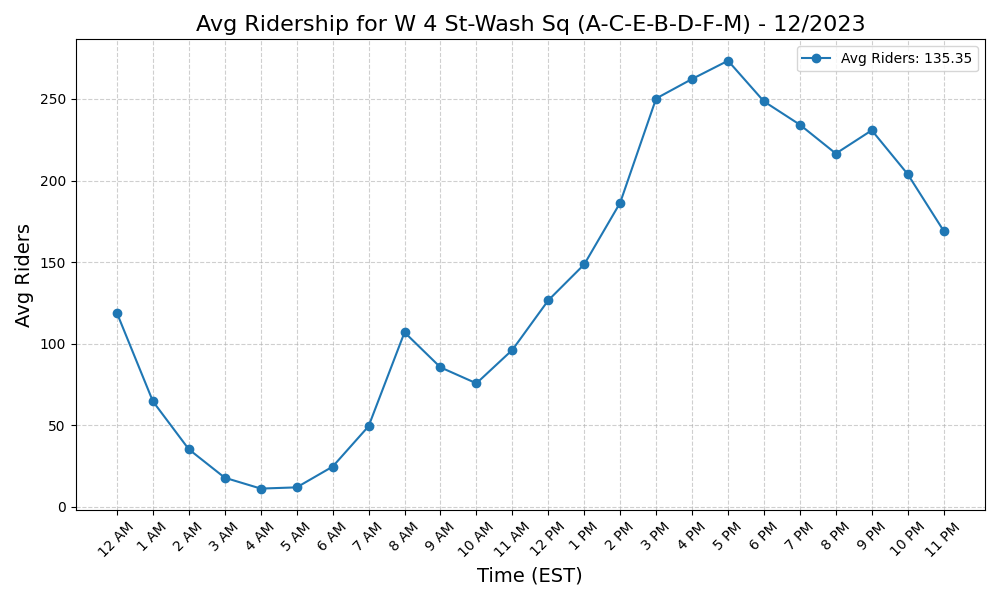 Avg Ridership for W 4 St-Wash Sq (A-C-E-B-D-F-M) - 12/2023
Avg Riders: 135.35
Avg Riders
250
200
150
100
50
0
12 AM
1 AM
2 AM
3 AM
4 AM
5 AM
6 AM
7 AM
8 AM
9 AM
10 AM
11 AM
12 PM
1 PM
2 PM
3 PM
4 PM
5 PM
6 PM
7 PM
8 PM
9 PM
10 PM
11 PM
Time (EST)